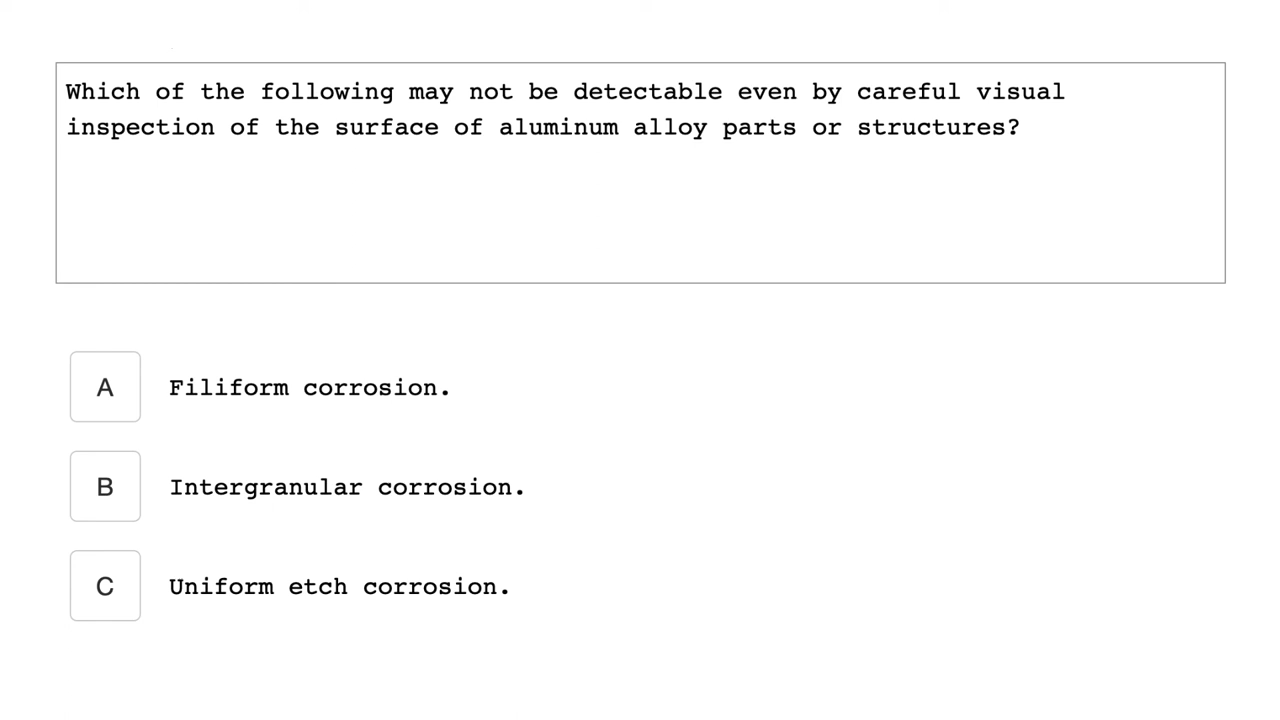 Which of the following may not be detectable even by careful visual
inspection of the surface of aluminum alloy parts or structures?
A Filiform corrosion.
B Intergranular corrosion.
C Uniform etch corrosion.